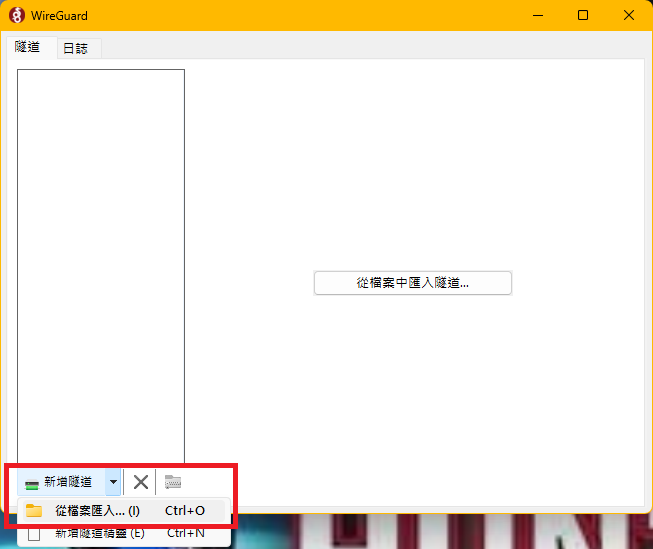 WireGuard
隧道
日誌
從檔案中匯入隧道...
新增隧道
從檔案匯入... (I) Ctrl+O
新增隧道精靈 (E) Ctrl+N